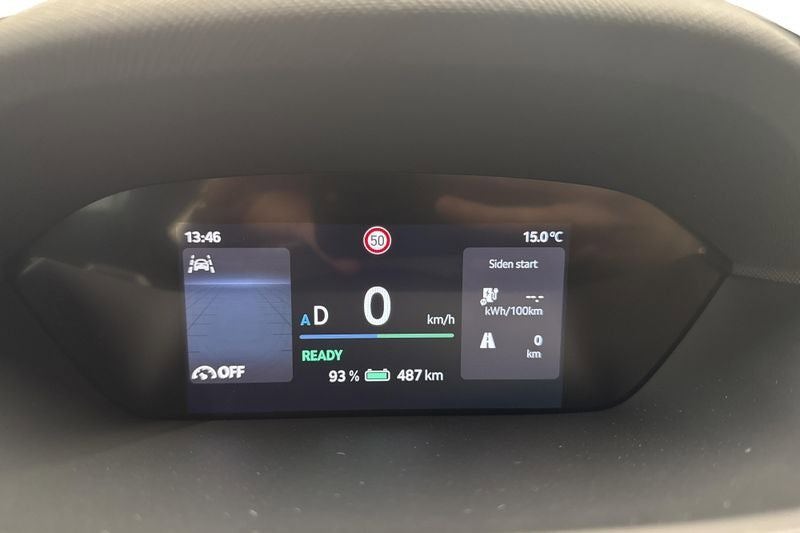 13:46
50
15.0 °C
Siden start
--.-
kWh/100km
A D 0 km/h
0
km
READY
OFF
93 % 487 km